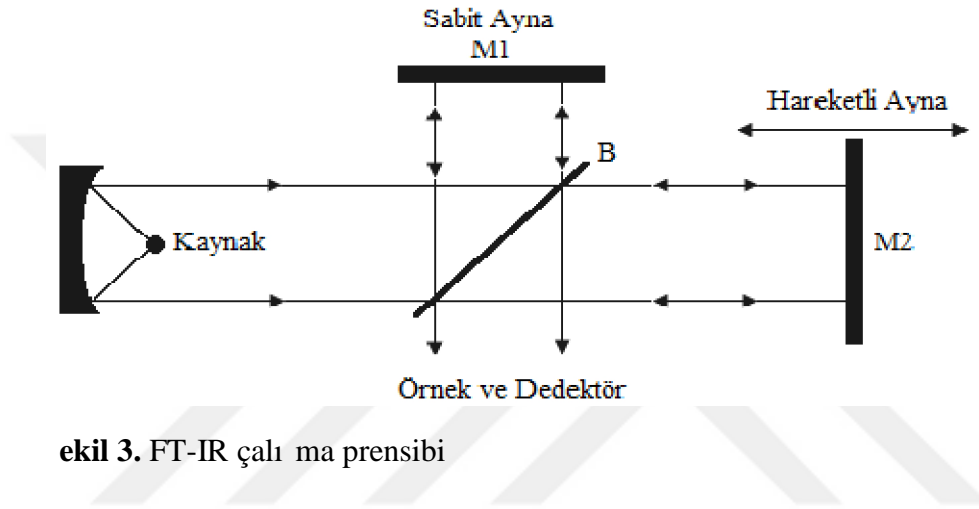 Sabit Ayna
M1
Hareketli Ayna
B
Kaynak
M2
Örnek ve Dedektör
ekil 3. FT-IR çalı ma prensibi